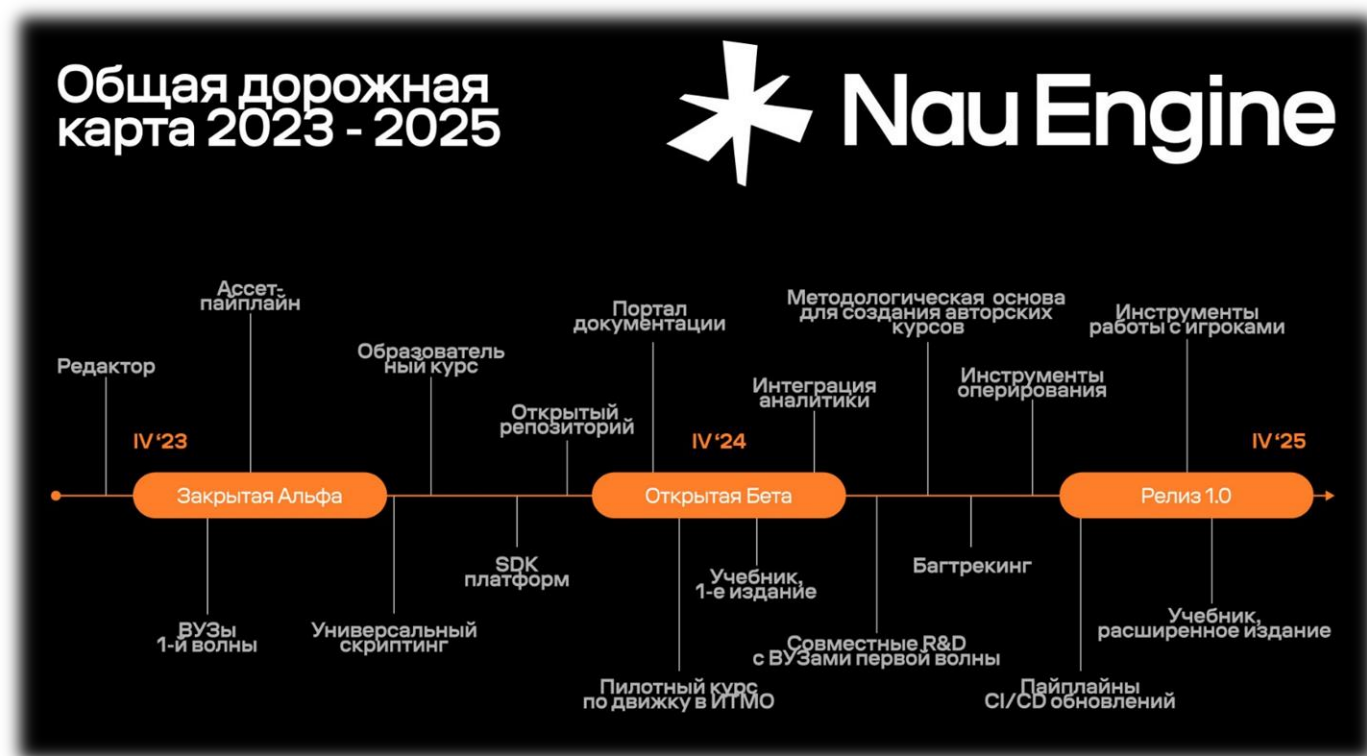 Общая дорожная
карта 2023 - 2025
Nau Engine
Ассет-
пайплайн
Редактор
Образователь
ный курс
Открытый
репозиторий
Портал
документации
Интеграция
аналитики
Методологическая основа
для создания авторских
курсов
Инструменты
оперирования
Инструменты
работы с игроками
IV ‘23
IV ‘24
IV ‘25
Закрытая Альфа
Открытая Бета
Релиз 1.0
ВУЗы
1-й волны
Универсальный
скриптинг
SDK
платформ
Пилотный курс
по движку в ИТМО
Учебник,
1-е издание
Совместные R&D
с ВУЗами первой волны
Багтрекинг
Пайплайны
CI/CD обновлений
Учебник,
расширенное издание